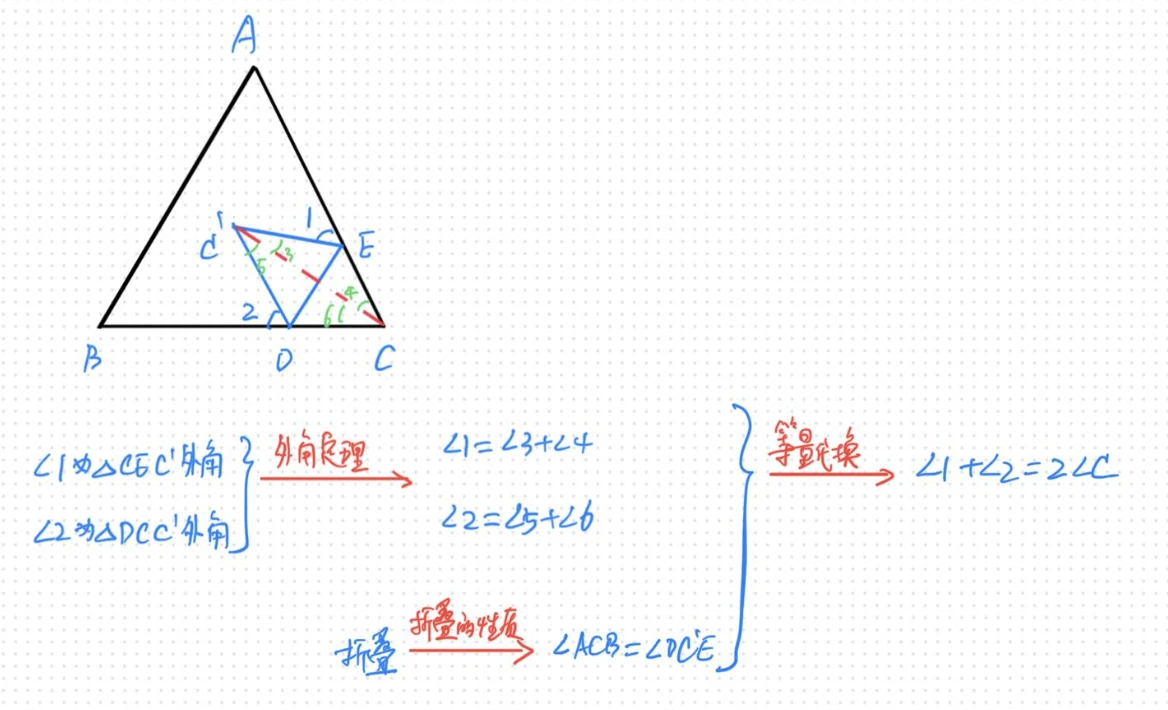 A
C'
1
E
3
5
4
2
6
B
D
C
∠1为△CEC'外角
∠2为△DCC'外角
外角定理
∠1=∠3+∠4
∠2=∠5+∠6
折叠
折叠的性质
∠ACB=∠DC'E
等量代换
∠1+∠2=2∠C